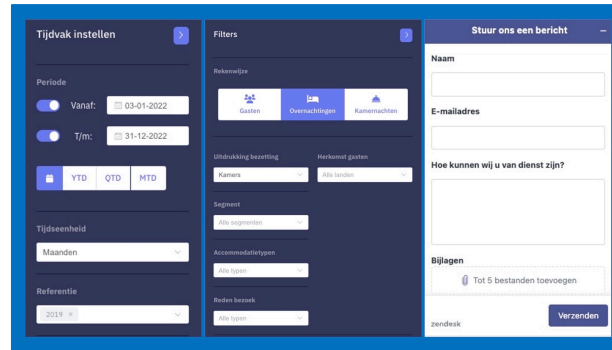 Tijdvak instellen
Periode
Vanaf:
03-01-2022
T/m:
31-12-2022
YTD QTD MTD
Tijdseenheid
Maanden
Referentie
2019 ×
Filters
Rekenwijze
Gasten Overnachtingen Kamernachten
Uitdrukking bezetting Herkomst gasten
Kamers Alle landen
Segment
Alle segmenten
Accommodatietypen
Alle typen
Reden bezoek
Alle typen
Stuur ons een bericht
Naam
E-mailadres
Hoe kunnen wij u van dienst zijn?
Bijlagen
Tot 5 bestanden toevoegen
zendesk
Verzenden